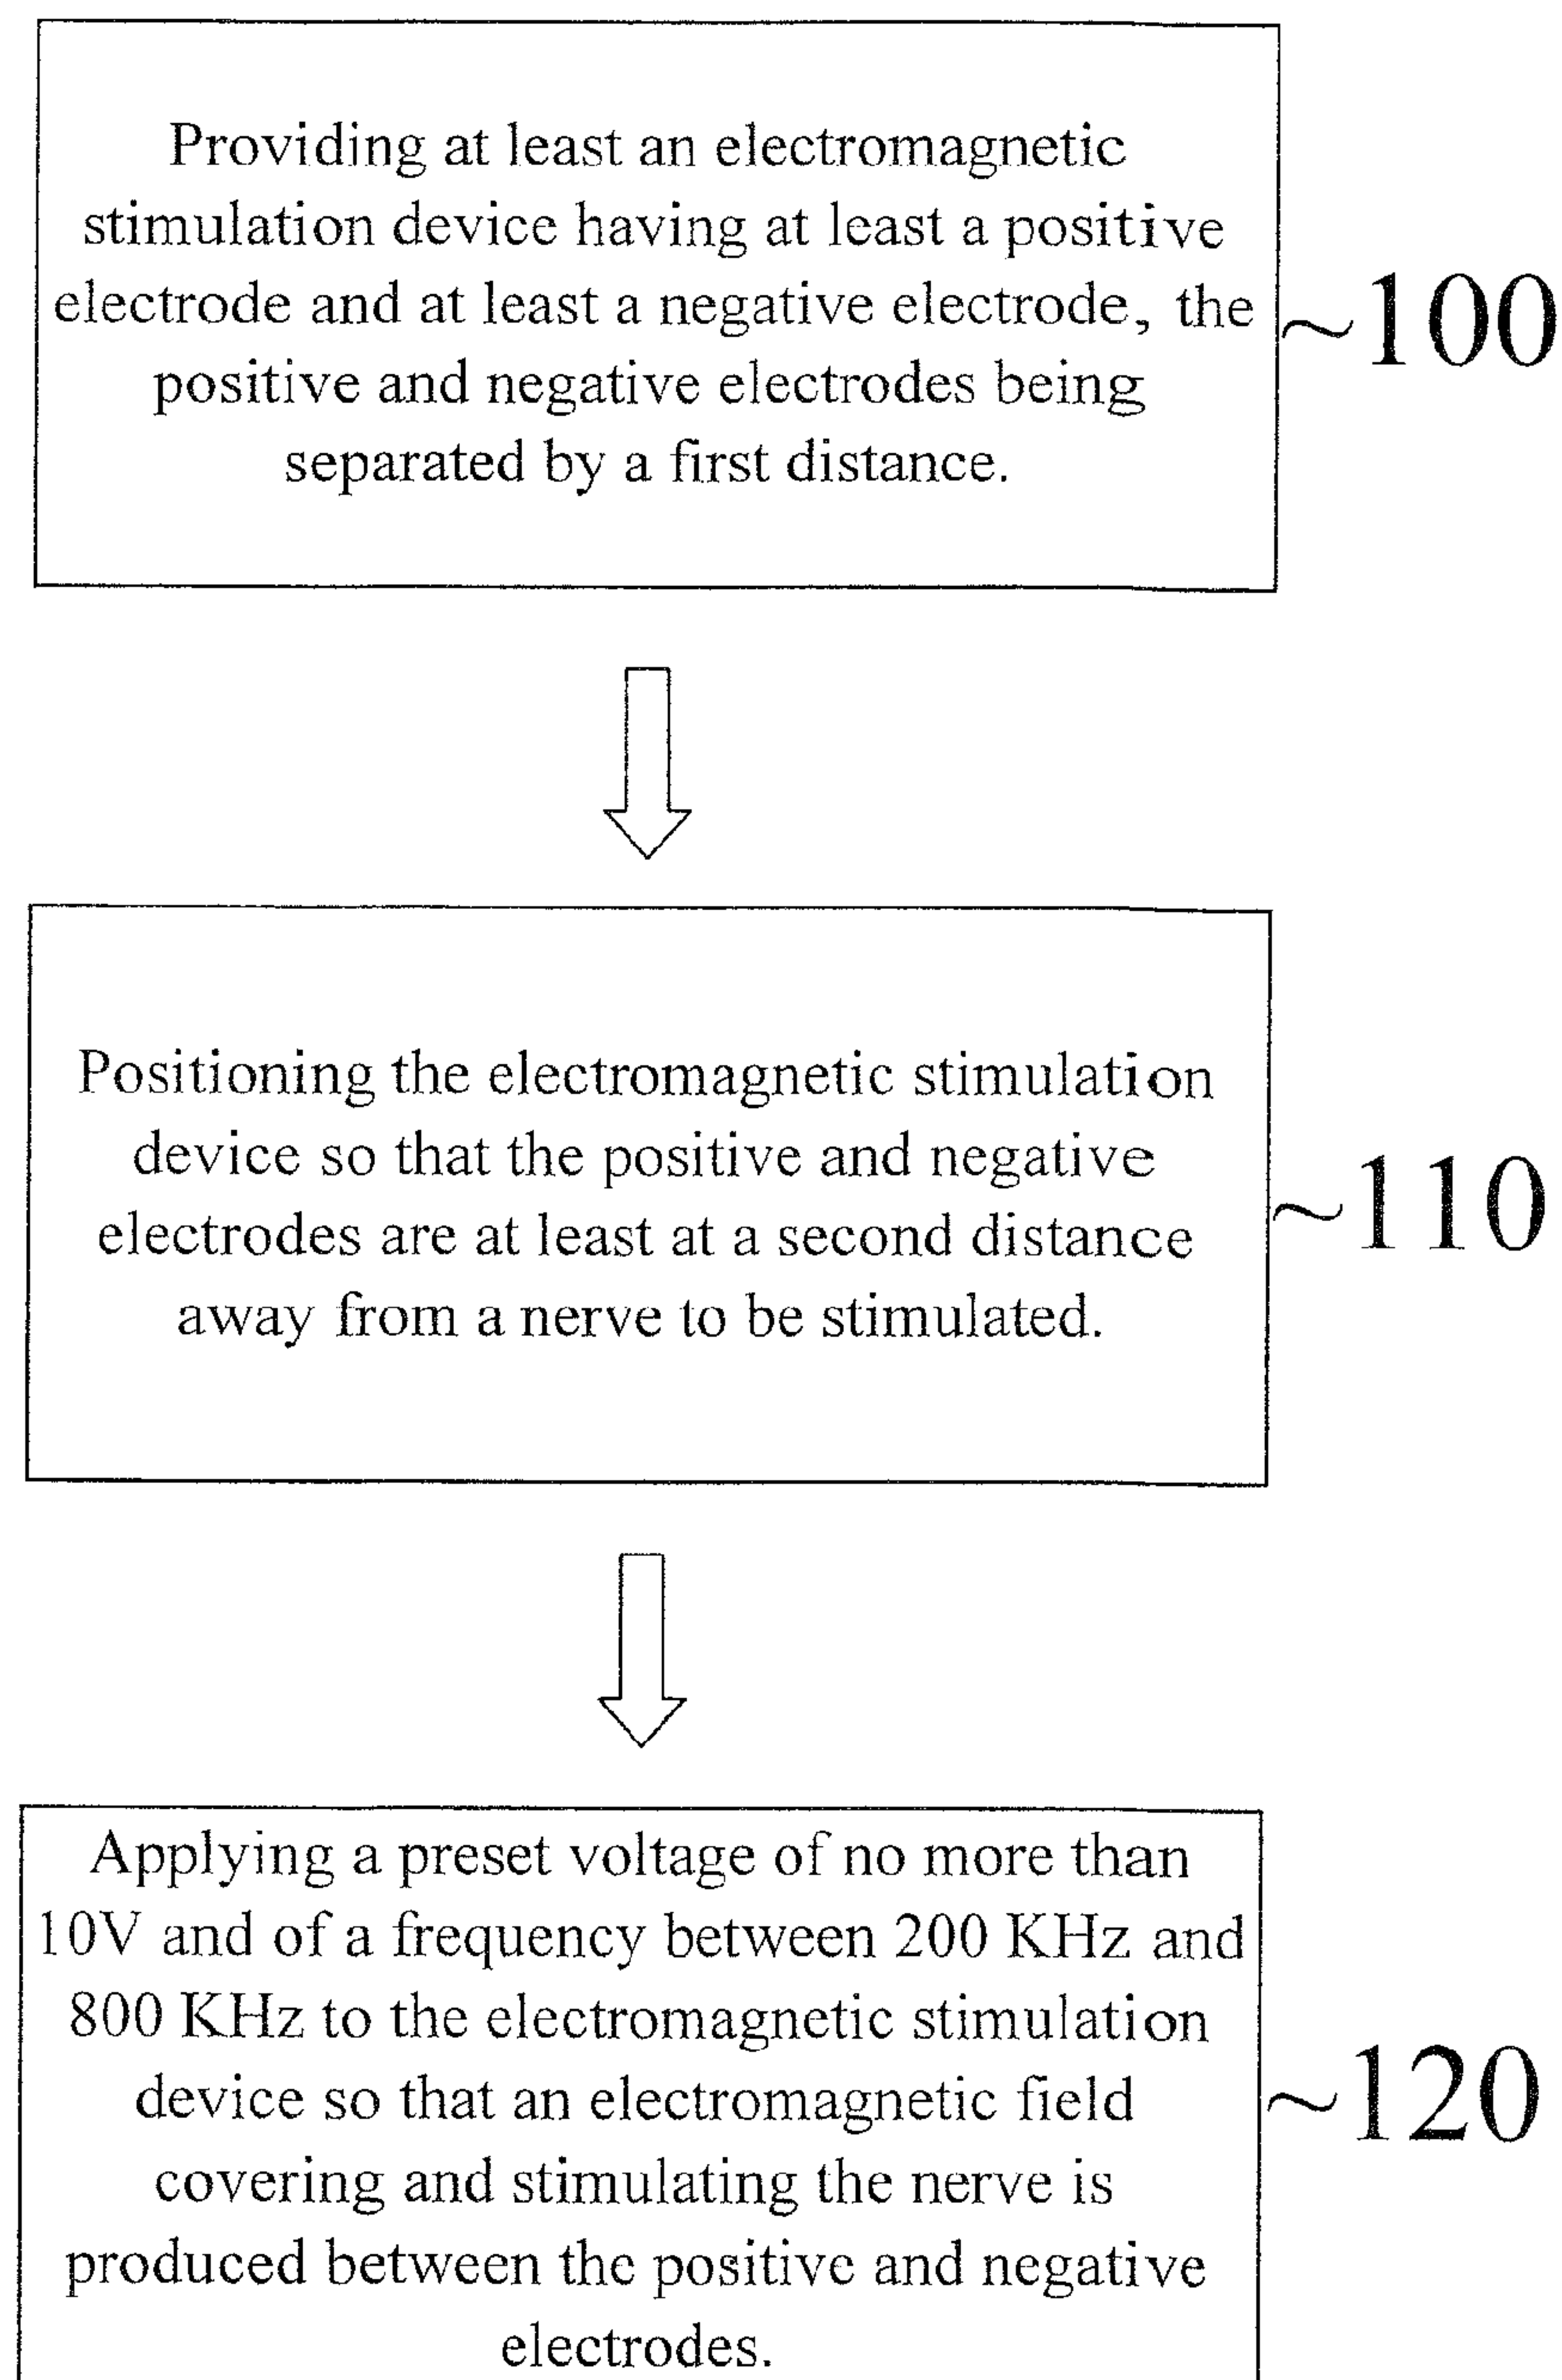 Providing at least an electromagnetic
stimulation device having at least a positive
electrode and at least a negative electrode, the
positive and negative electrodes being
separated by a first distance.
~100
Positioning the electromagnetic stimulation
device so that the positive and negative
electrodes are at least at a second distance
away from a nerve to be stimulated.
~110
Applying a preset voltage of no more than
10V and of a frequency between 200 KHz and
800 KHz to the electromagnetic stimulation
device so that an electromagnetic field
covering and stimulating the nerve is
produced between the positive and negative
electrodes.
~120